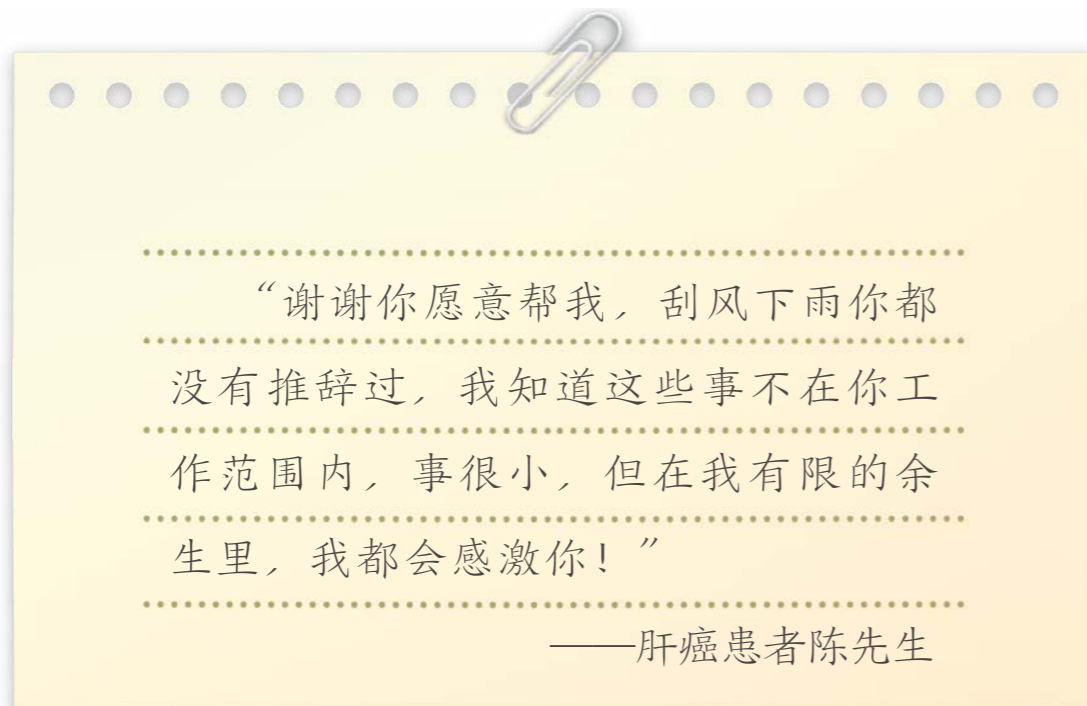 “谢谢你愿意帮我，刮风下雨你都
没有推辞过，我知道这些事不在你工
作范围内，事很小，但在我有限的余
生里，我都会感激你！”
——肝癌患者陈先生